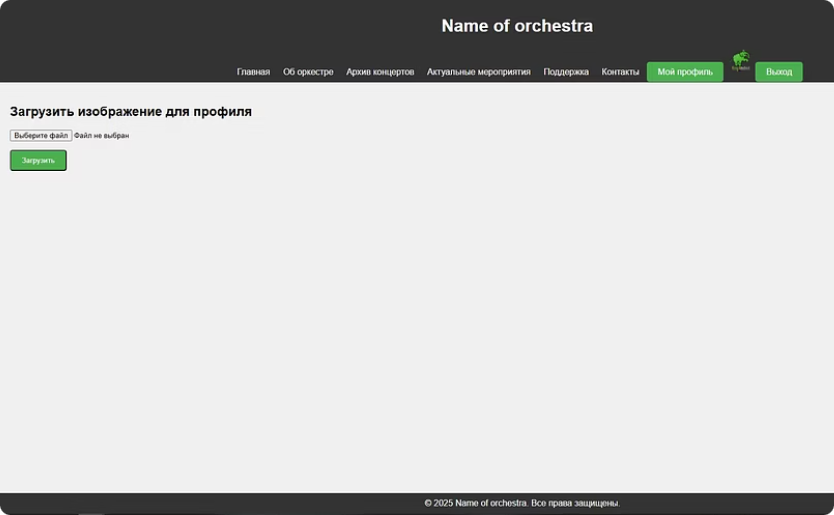 Name of orchestra
Главная Об оркестре Архив концертов Актуальные мероприятия Поддержка Контакты Мой профиль Выход
Загрузить изображение для профиля
Выберите файл Файл не выбран
Загрузить
© 2025 Name of orchestra. Все права защищены.